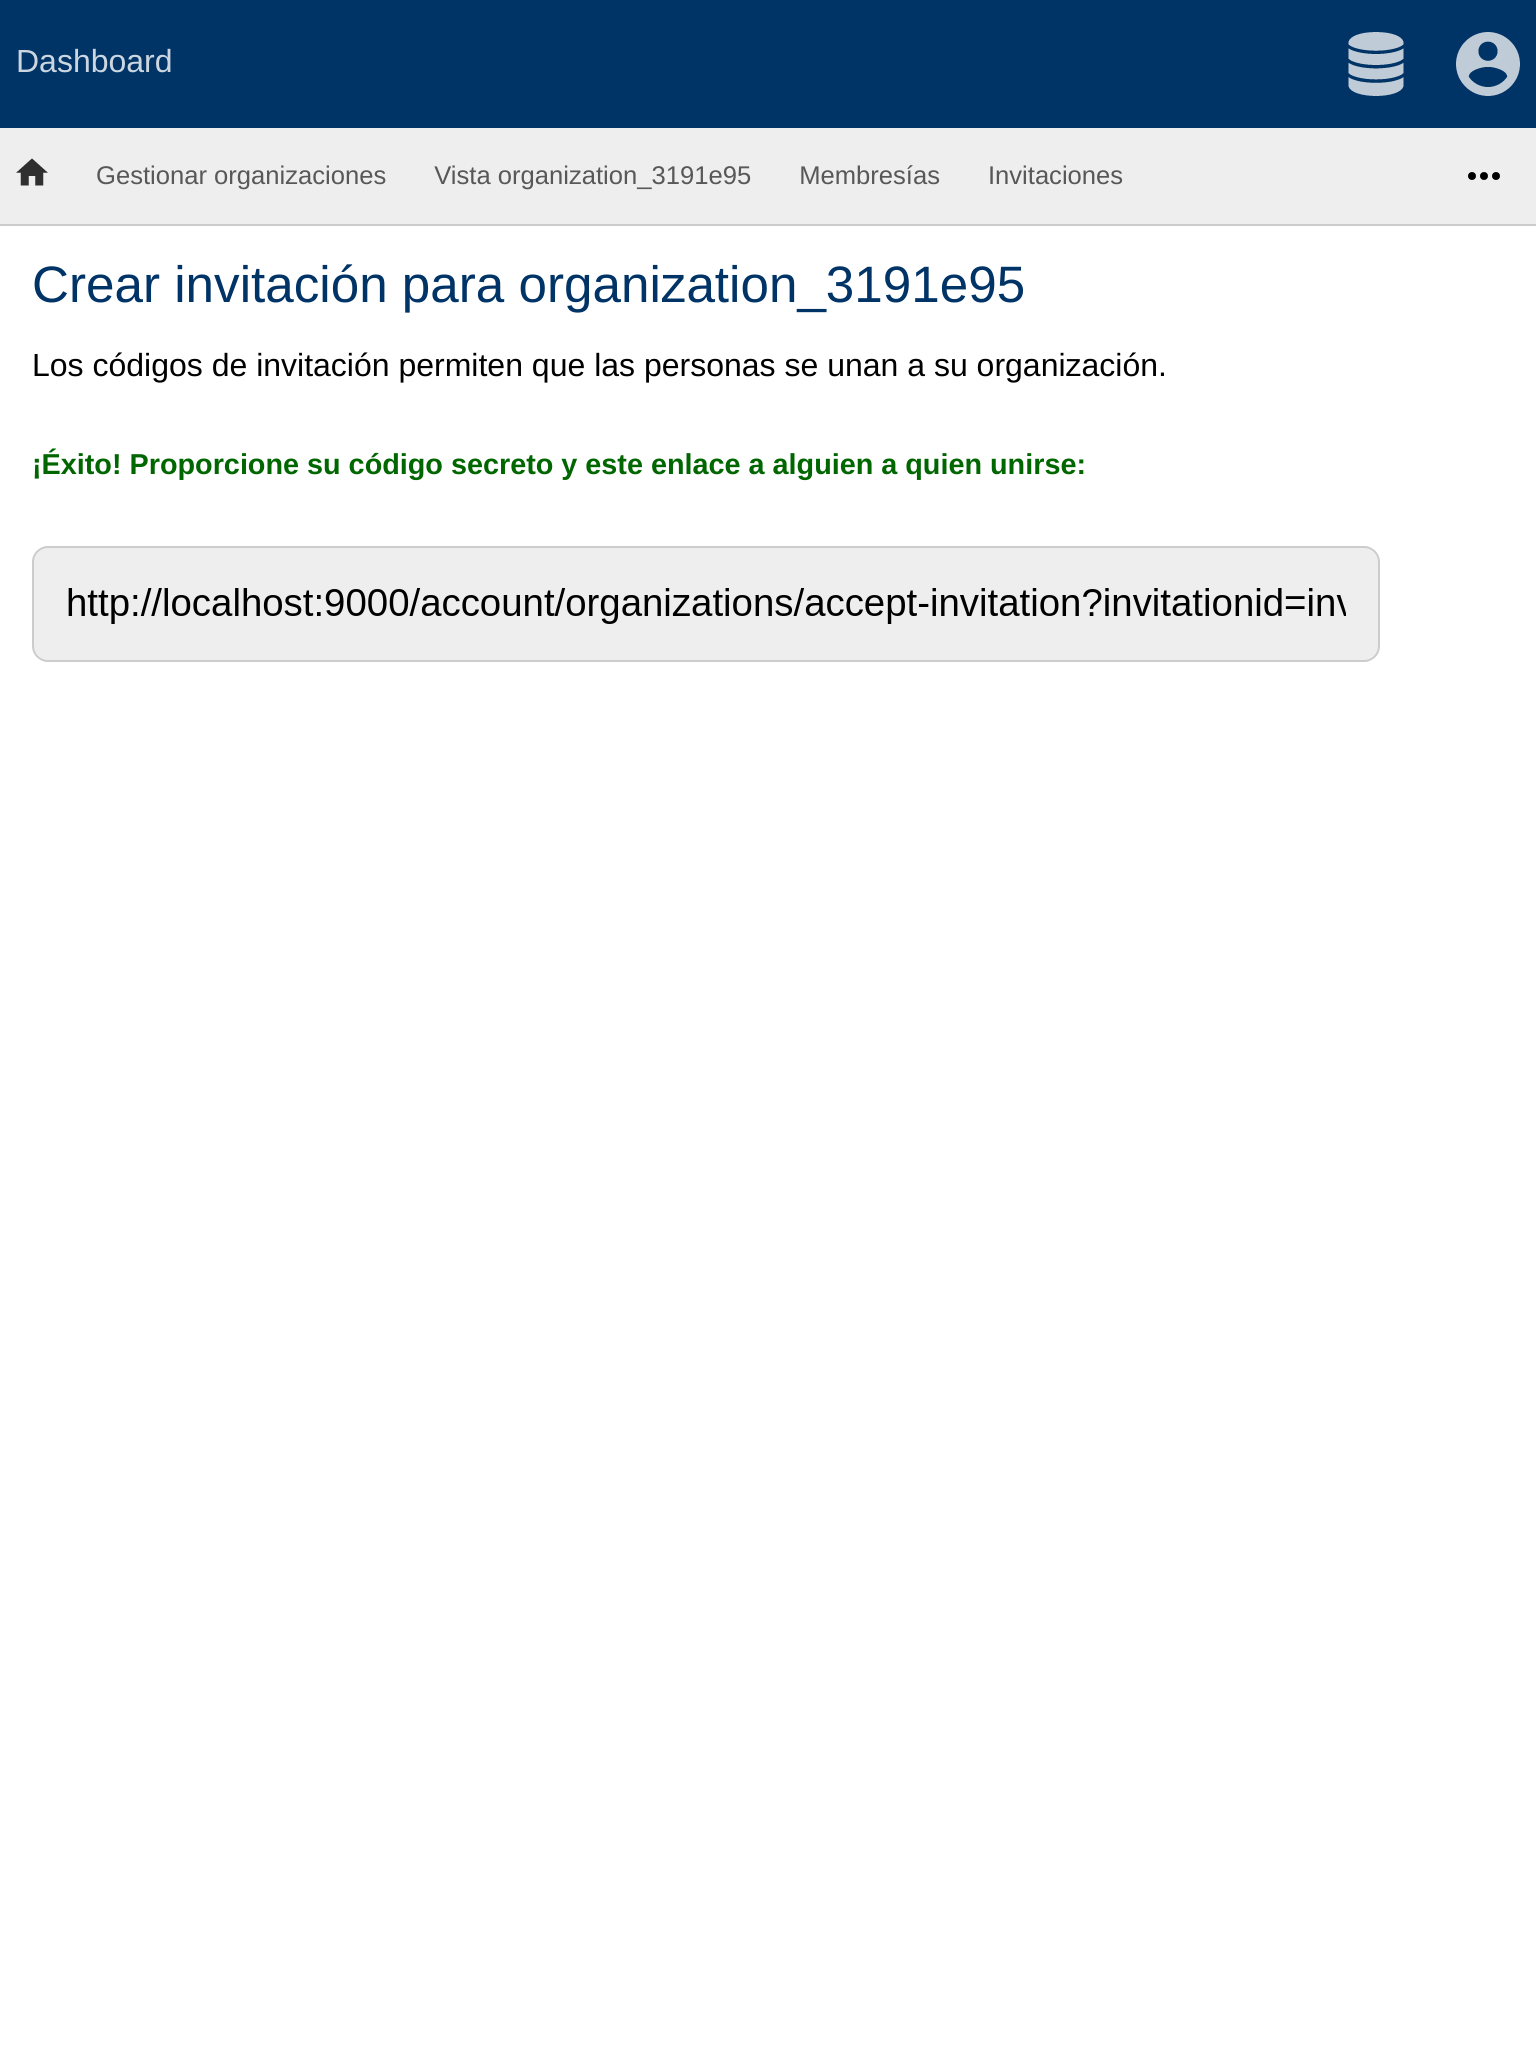 Dashboard
Gestionar organizaciones Vista organization_3191e95 Membresías Invitaciones
Crear invitación para organization_3191e95
Los códigos de invitación permiten que las personas se unan a su organización.
¡Éxito! Proporcione su código secreto y este enlace a alguien a quien unirse:
http://localhost:9000/account/organizations/accept-invitation?invitationid=inv